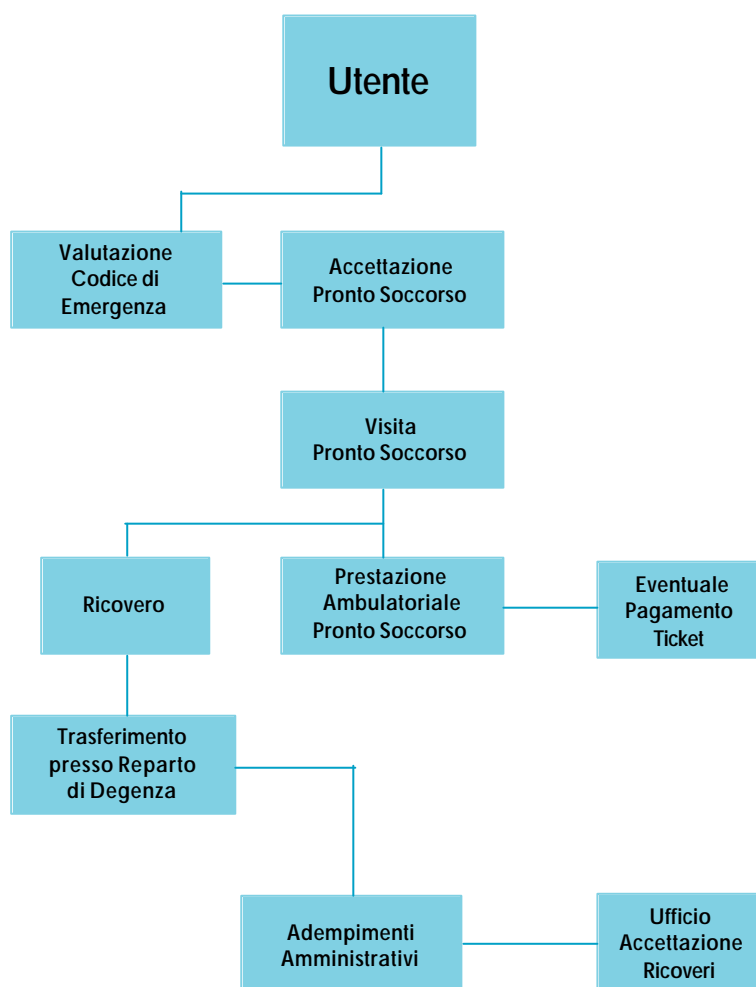 Utente
Valutazione
Codice di
Emergenza
Accettazione
Pronto Soccorso
Visita
Pronto Soccorso
Ricovero
Prestazione
Ambulatoriale
Pronto Soccorso
Eventuale
Pagamento
Ticket
Trasferimento
presso Reparto
di Degenza
Adempimenti
Amministrativi
Ufficio
Accettazione
Ricoveri